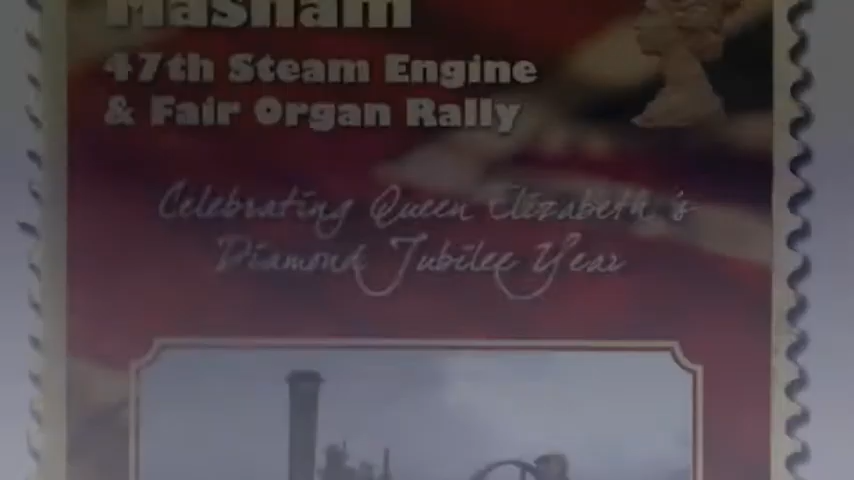 Masham
47th Steam Engine
& Fair Organ Rally
Celebrating Queen Elizabeth's
Diamond Jubilee Year